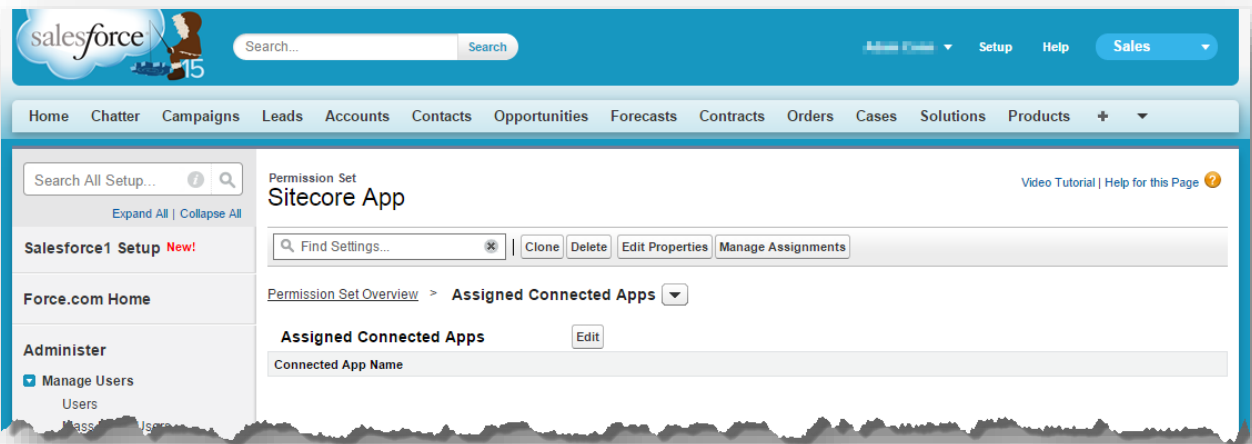 salesforce
15
Search...
Search
Setup
Help
Sales
Home Chatter Campaigns Leads Accounts Contacts Opportunities Forecasts Contracts Orders Cases Solutions Products
Search All Setup...
Expand All | Collapse All
Salesforce1 Setup New!
Force.com Home
Administer
Manage Users
Users
Permission Set
Sitecore App
Video Tutorial | Help for this Page ?
Find Settings...
Clone Delete Edit Properties Manage Assignments
Permission Set Overview > Assigned Connected Apps
Assigned Connected Apps Edit
Connected App Name